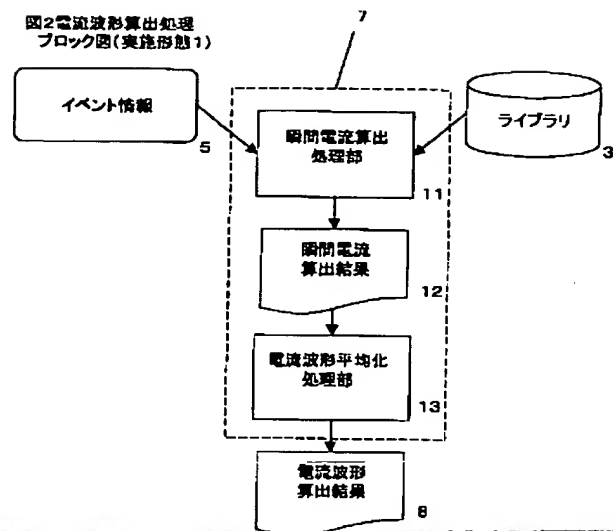 図2電流波形算出処理
ブロック図(実施形態1)
7
イベント情報
5
ライブラリ
3
瞬間電流算出
処理部
11
瞬間電流
算出結果
12
電流波形平均化
処理部
13
電流波形
算出結果
8